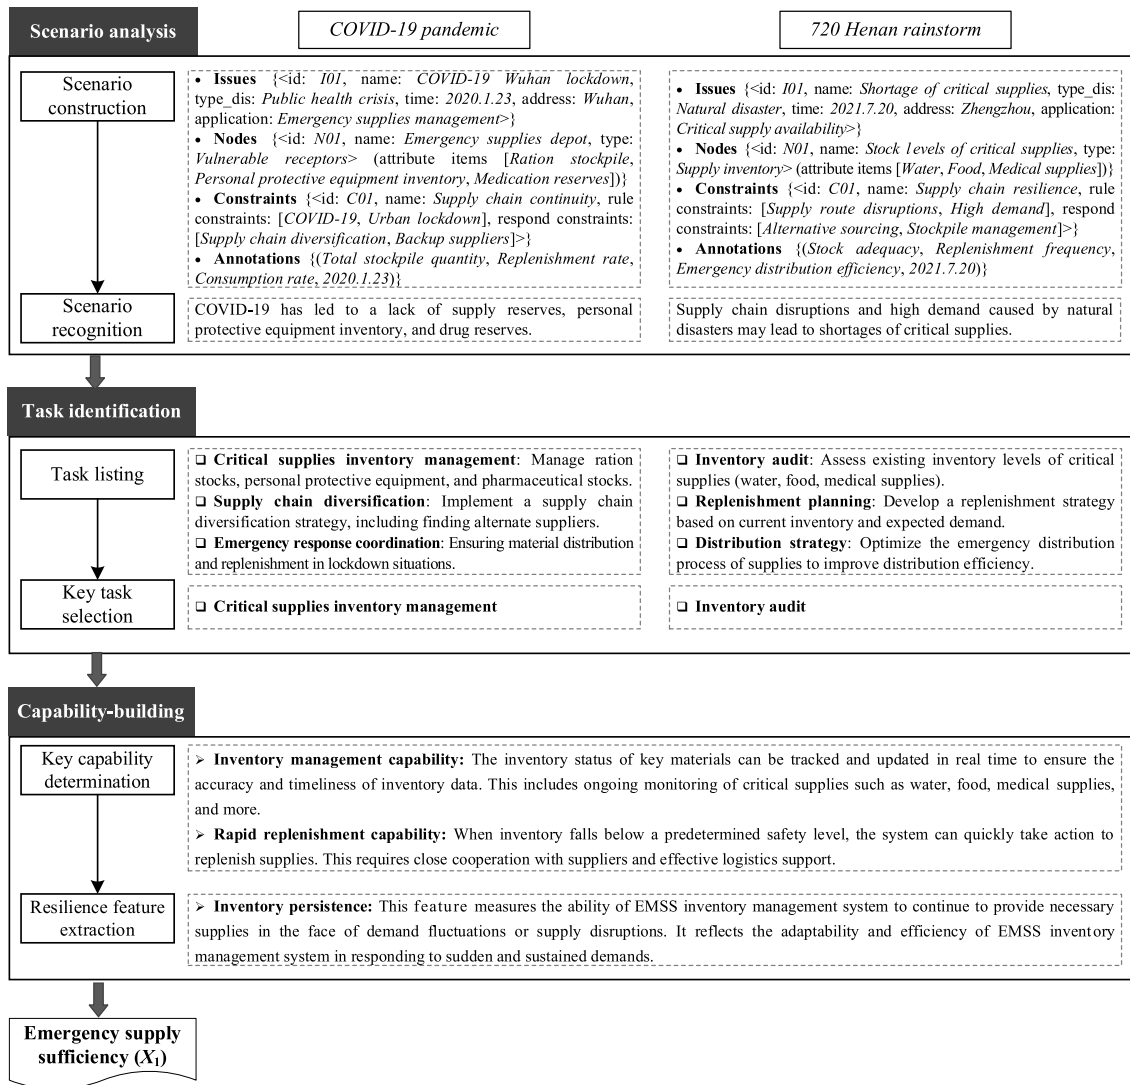 Scenario analysis
COVID-19 pandemic
720 Henan rainstorm
Scenario
construction
• Issues {<id: I01, name: COVID-19 Wuhan lockdown,
type_dis: Public health crisis, time: 2020.1.23, address: Wuhan,
application: Emergency supplies management>}
• Nodes {<id: N01, name: Emergency supplies depot, type:
Vulnerable receptors> (attribute items [Ration stockpile,
Personal protective equipment inventory, Medication reserves])}
• Constraints {<id: C01, name: Supply chain continuity, rule
constraints: [COVID-19, Urban lockdown], respond constraints:
[Supply chain diversification, Backup suppliers]>}
• Annotations {(Total stockpile quantity, Replenishment rate,
Consumption rate, 2020.1.23)}
• Issues {<id: I01, name: Shortage of critical supplies, type_dis:
Natural disaster, time: 2021.7.20, address: Zhengzhou, application:
Critical supply availability>}
• Nodes {<id: N01, name: Stock levels of critical supplies, type:
Supply inventory> (attribute items [Water, Food, Medical supplies])}
• Constraints {<id: C01, name: Supply chain resilience, rule
constraints: [Supply route disruptions, High demand], respond
constraints: [Alternative sourcing, Stockpile management]>}
• Annotations {(Stock adequacy, Replenishment frequency,
Emergency distribution efficiency, 2021.7.20)}
Scenario
recognition
COVID-19 has led to a lack of supply reserves, personal
protective equipment inventory, and drug reserves.
Supply chain disruptions and high demand caused by natural
disasters may lead to shortages of critical supplies.
Task identification
Task listing
❑ Critical supplies inventory management: Manage ration
stocks, personal protective equipment, and pharmaceutical stocks.
❑ Supply chain diversification: Implement a supply chain
diversification strategy, including finding alternate suppliers.
❑ Emergency response coordination: Ensuring material distribution
and replenishment in lockdown situations.
❑ Inventory audit: Assess existing inventory levels of critical
supplies (water, food, medical supplies).
❑ Replenishment planning: Develop a replenishment strategy
based on current inventory and expected demand.
❑ Distribution strategy: Optimize the emergency distribution
process of supplies to improve distribution efficiency.
Key task
selection
❑ Critical supplies inventory management
❑ Inventory audit
Capability-building
Key capability
determination
➢ Inventory management capability: The inventory status of key materials can be tracked and updated in real time to ensure the
accuracy and timeliness of inventory data. This includes ongoing monitoring of critical supplies such as water, food, medical supplies,
and more.
➢ Rapid replenishment capability: When inventory falls below a predetermined safety level, the system can quickly take action to
replenish supplies. This requires close cooperation with suppliers and effective logistics support.
Resilience feature
extraction
➢ Inventory persistence: This feature measures the ability of EMSS inventory management system to continue to provide necessary
supplies in the face of demand fluctuations or supply disruptions. It reflects the adaptability and efficiency of EMSS inventory
management system in responding to sudden and sustained demands.
Emergency supply
sufficiency (X1)